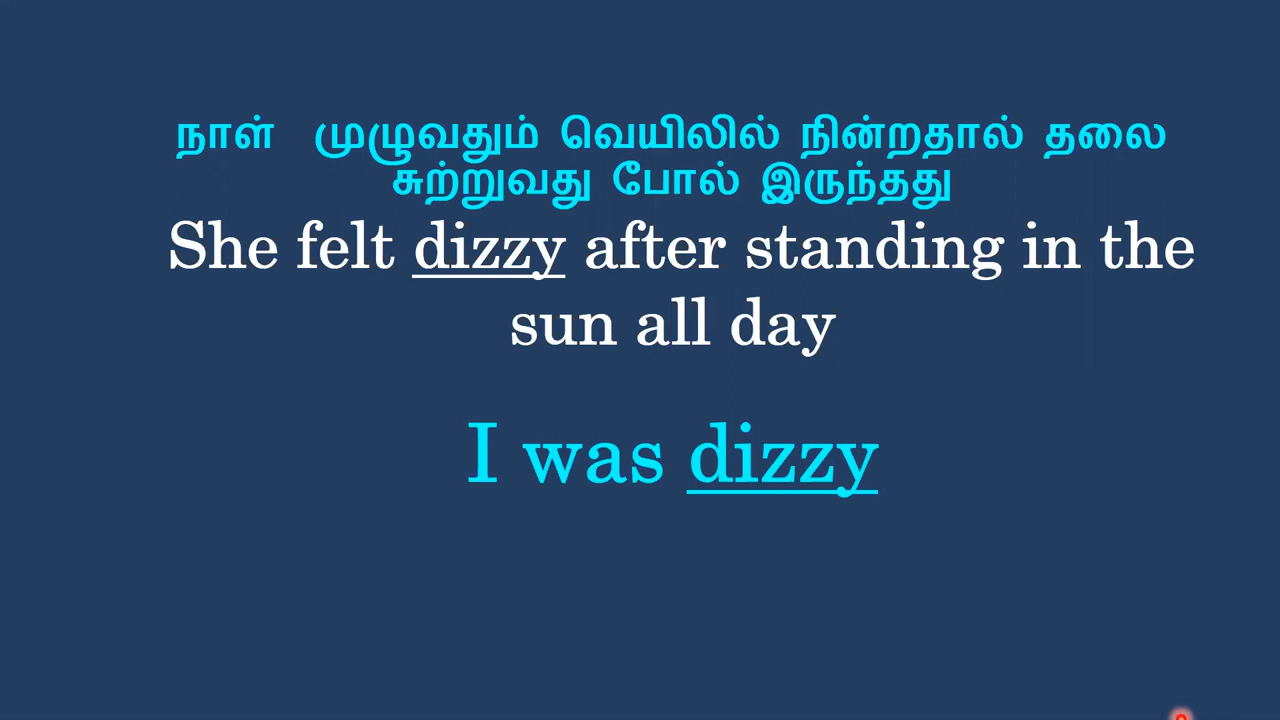 நாள் முழுவதும் வெயிலில் நின்றதால் தலை
சுற்றுவது போல் இருந்தது
She felt dizzy after standing in the
sun all day
I was dizzy